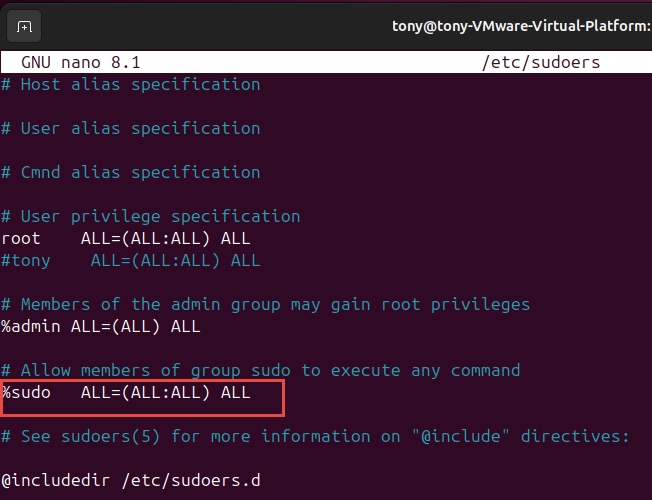 tony@tony-VMware-Virtual-Platform:
GNU nano 8.1 /etc/sudoers
# Host alias specification
# User alias specification
# Cmnd alias specification
# User privilege specification
root ALL=(ALL:ALL) ALL
#tony ALL=(ALL:ALL) ALL
# Members of the admin group may gain root privileges
%admin ALL=(ALL) ALL
# Allow members of group sudo to execute any command
%sudo ALL=(ALL:ALL) ALL
# See sudoers(5) for more information on "@include" directives:
@includedir /etc/sudoers.d